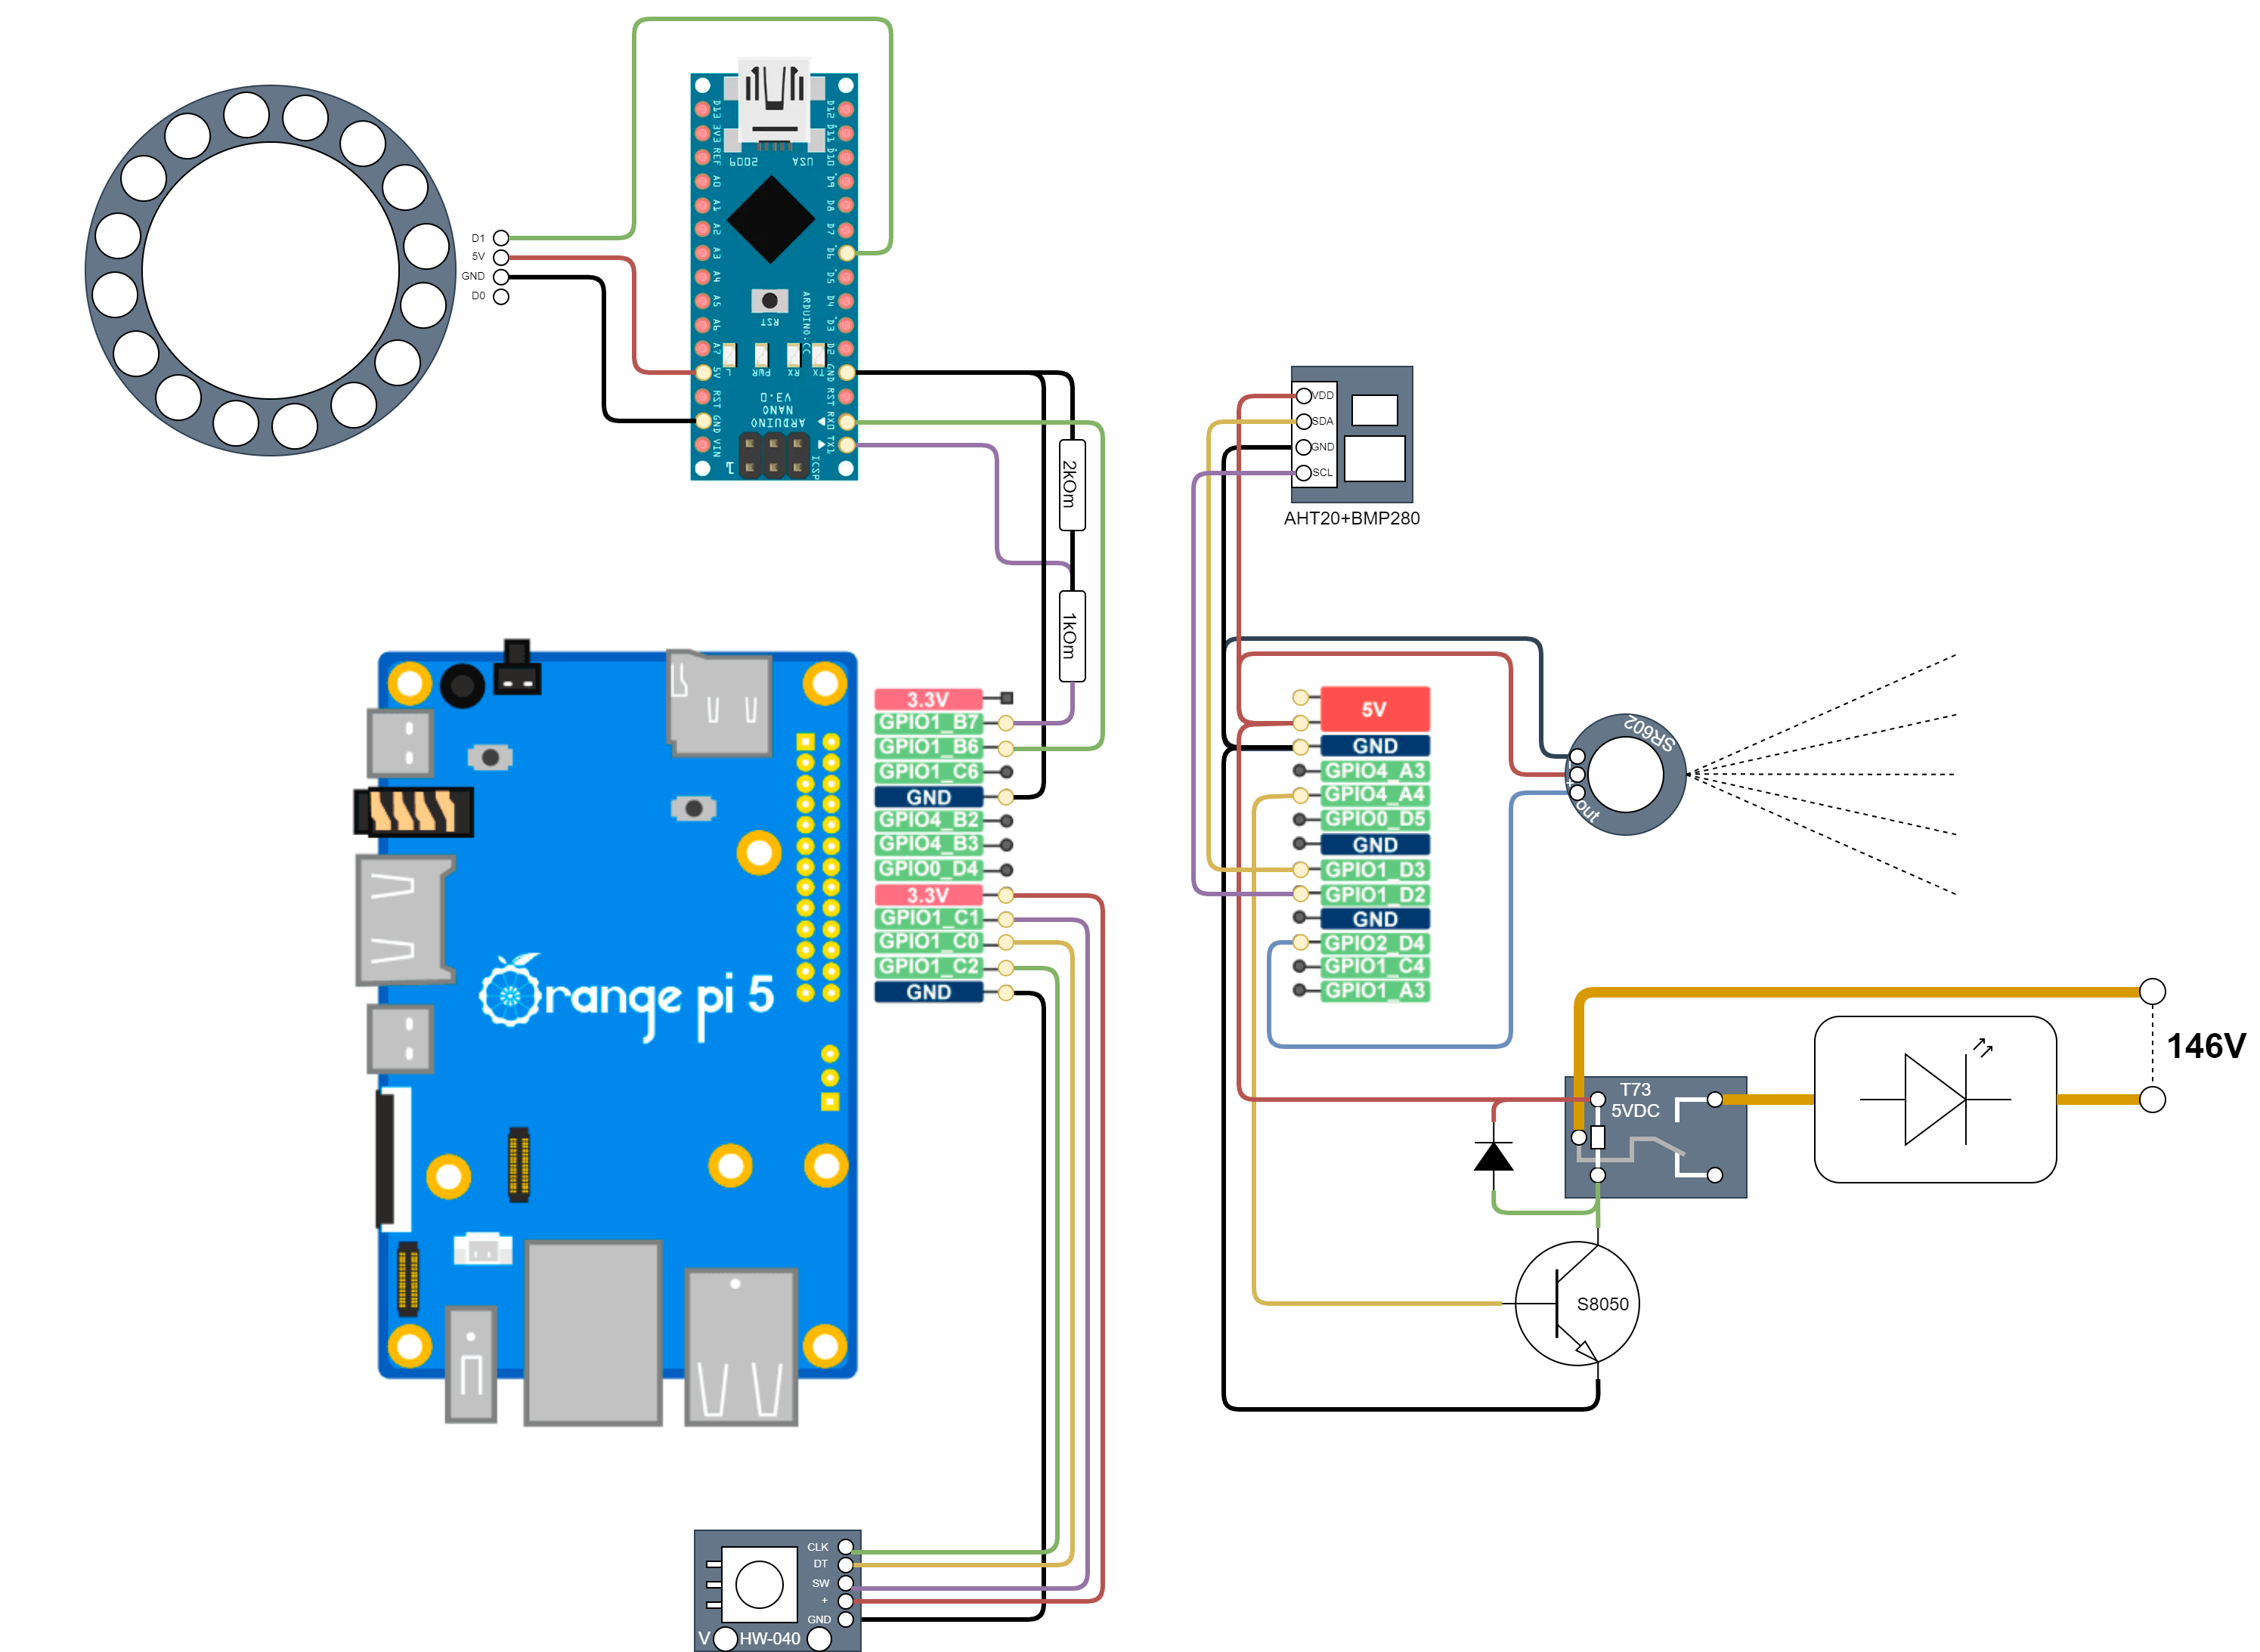 D1
5V
GND
D0
D13
3V3
REF
A0
A1
A2
A3
A4
A5
A6
A7
5V
RST
GND
VIN
D12
D11
D10
D9
D8
D7
D6
D5
D4
D3
D2
GND
RST
RX0
TX1
2009
USA
RST
ARDUINO.CC
L
PWR
RX
TX
V3.0
NANO
ARDUINO
1
ICSP
2kOm
1kOm
VDD
SDA
GND
SCL
AHT20+BMP280
3.3V
GPIO1_B7
GPIO1_B6
GPIO1_C6
GND
GPIO4_B2
GPIO4_B3
GPIO0_D4
3.3V
GPIO1_C1
GPIO1_C0
GPIO1_C2
GND
5V
GND
GPIO4_A3
GPIO4_A4
GPIO0_D5
GND
GPIO1_D3
GPIO1_D2
GND
GPIO2_D4
GPIO1_C4
GPIO1_A3
SR602
out
Orange pi 5
146V
T73
5VDC
S8050
CLK
DT
SW
+
GND
V
HW-040